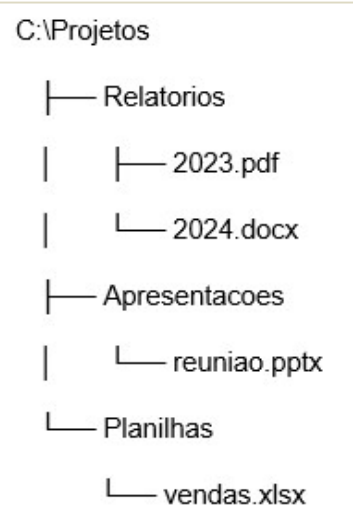 C:\Projetos
├── Relatorios
│ ├── 2023.pdf
│ └── 2024.docx
├── Apresentacoes
│ └── reuniao.pptx
└── Planilhas
└── vendas.xlsx